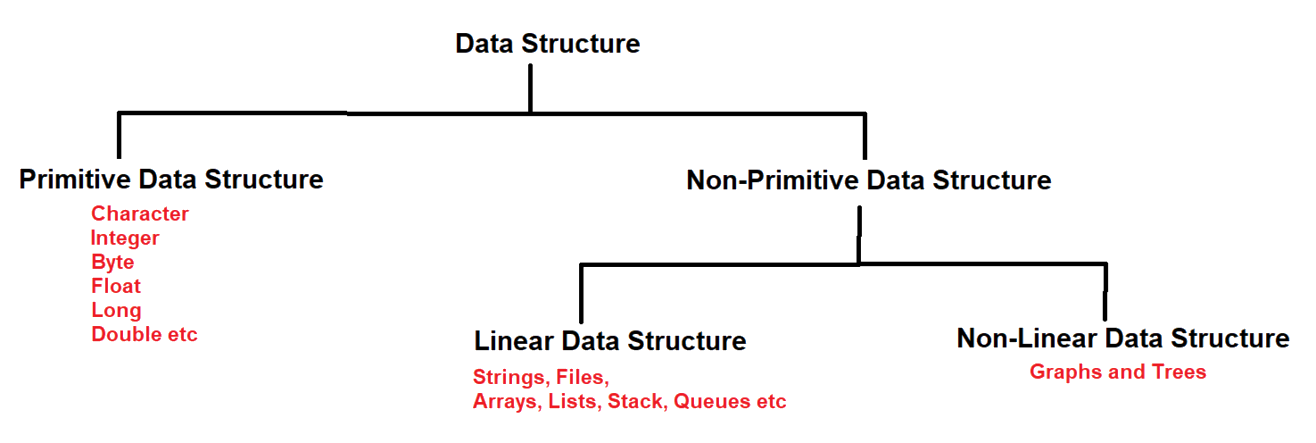 Data Structure
Primitive Data Structure
Character
Integer
Byte
Float
Long
Double etc
Non-Primitive Data Structure
Linear Data Structure
Strings, Files,
Arrays, Lists, Stack, Queues etc
Non-Linear Data Structure
Graphs and Trees